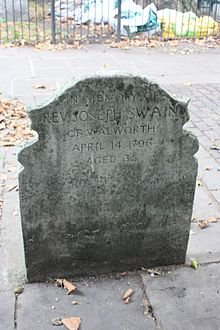 IN MEMORY OF
REV. JOSEPH SWAIN
OF WALWORTH
APRIL 14 1796
AGED 35